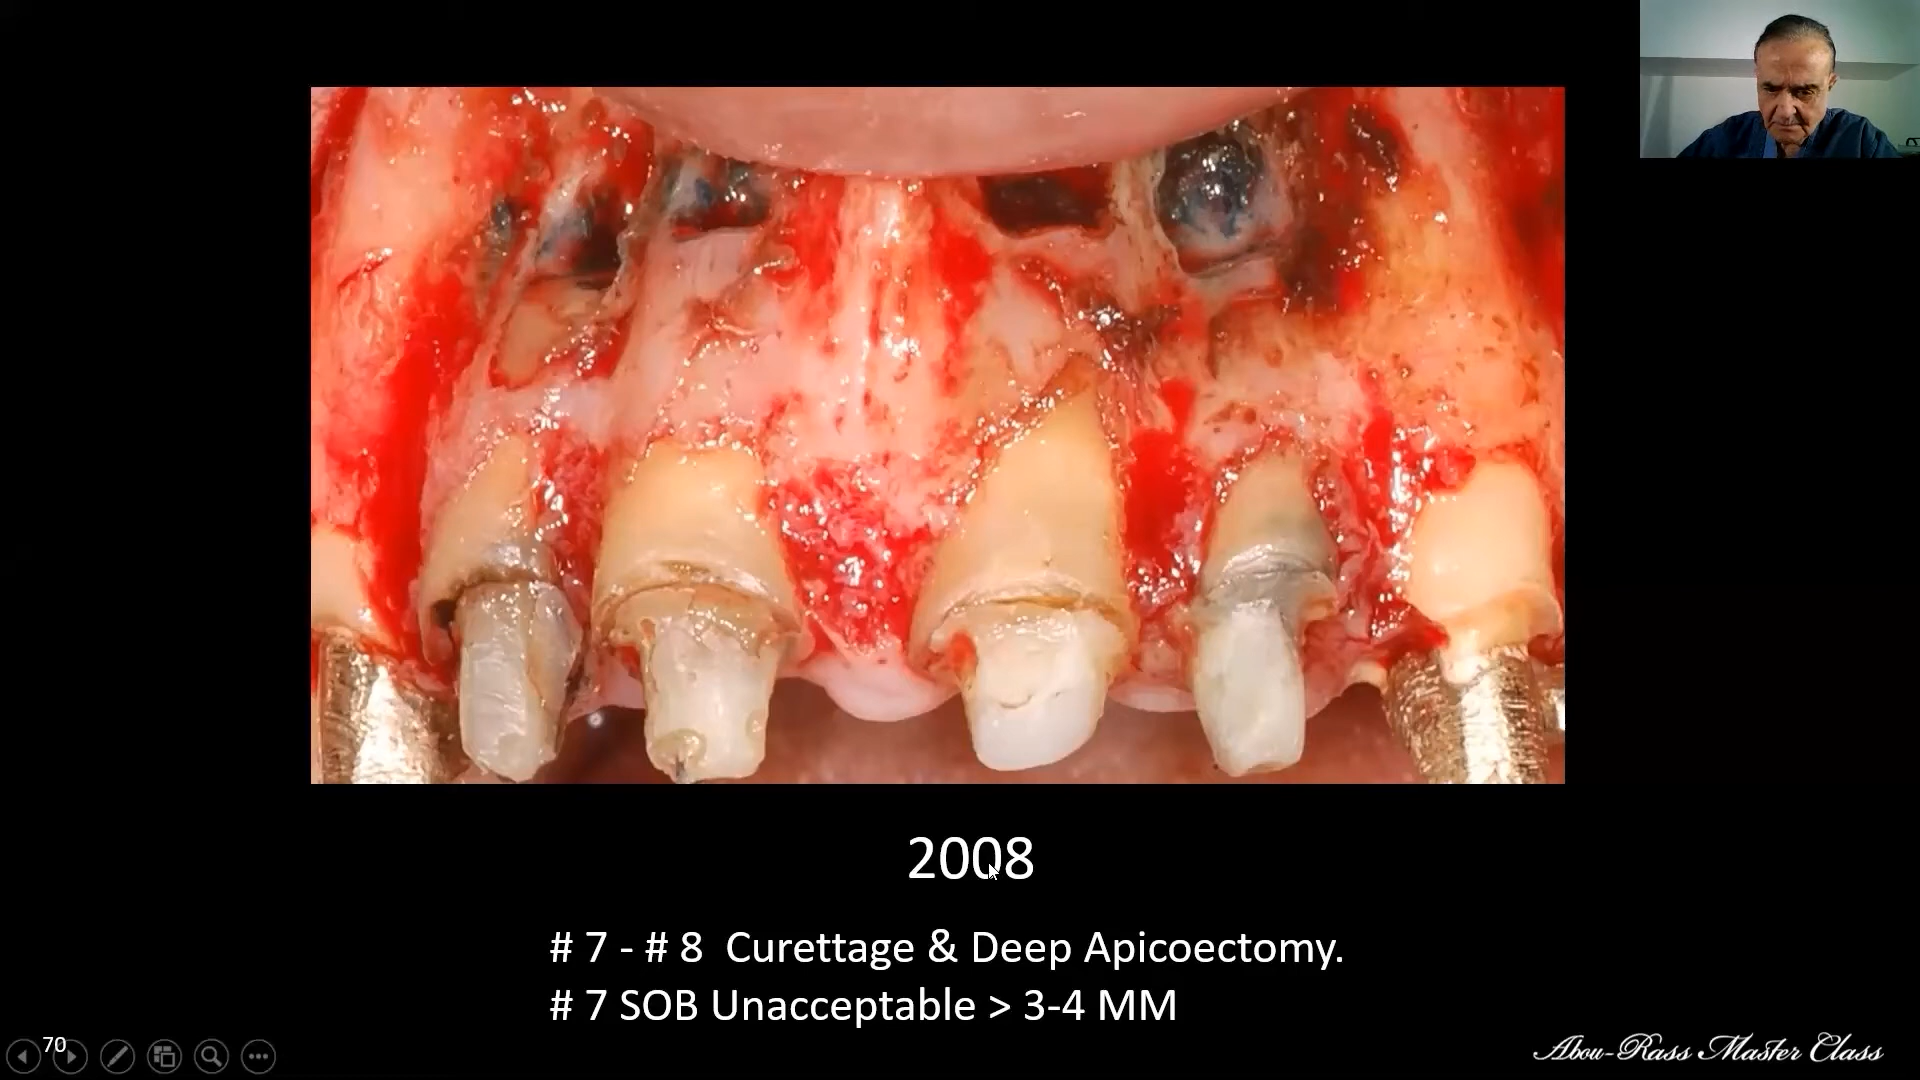 2008
# 7 - # 8 Curettage & Deep Apicoectomy.
# 7 SOB Unacceptable > 3-4 MM
70
Abou-Rass Master Class